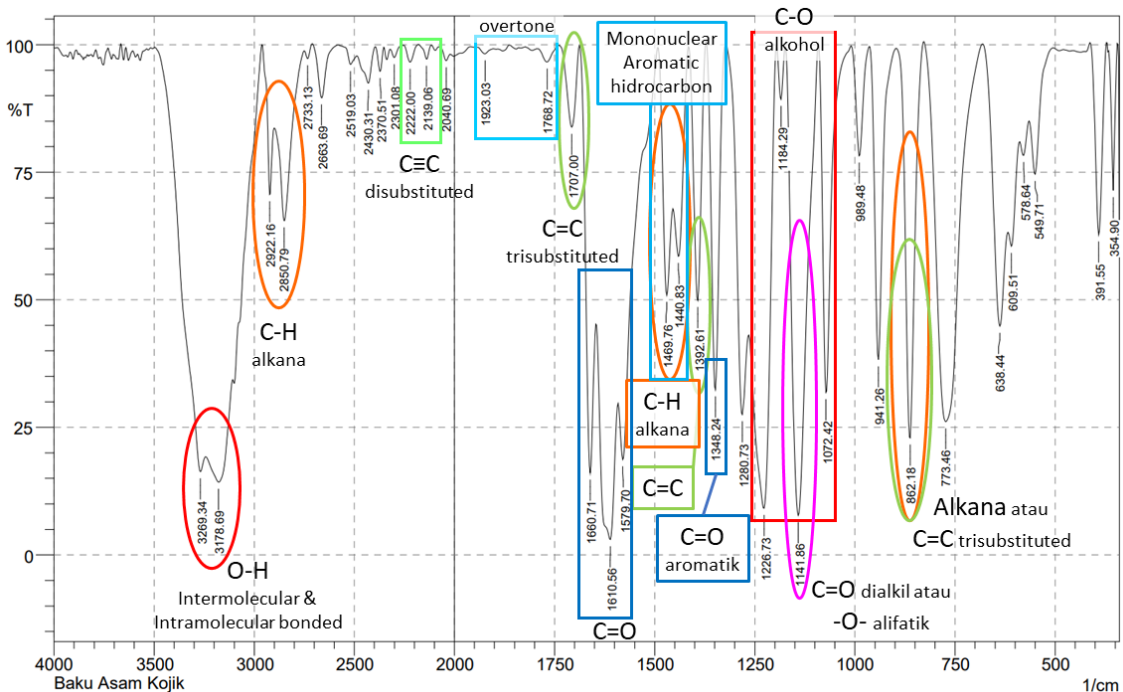 overtone
C-O
alkohol
Mononuclear
Aromatic
hidrocarbon
100
%T
75
50
25
0
3269.34
3178.69
2922.16
2850.79
2733.13
2663.69
2519.03
2430.31
2370.51
2301.08
2222.00
2139.06
2040.69
1923.03
1768.72
1707.00
1660.71
1610.56
1579.70
1469.76
1440.83
1392.61
1348.24
1280.73
1226.73
1184.29
1141.86
1072.42
989.48
941.26
862.18
773.46
638.44
609.51
578.64
549.71
391.55
354.90
C≡C
disubstituted
C=C
trisubstituted
C-H
alkana
C-H
alkana
C=C
C=O
aromatik
Alkana atau
C=C trisubstituted
O-H
Intermolecular &
Intramolecular bonded
C=O
C=O dialkil atau
-O- alifatik
4000
3500
3000
2500
2000
1750
1500
1250
1000
750
500
Baku Asam Kojik
1/cm